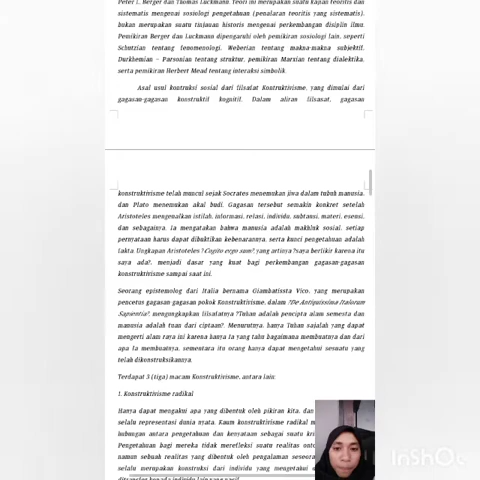 Peter L. Berger dan Thomas Luckmann. Teori ini merupakan suatu kajian teoritis dan
sistematis mengenai sosiologi pengetahuan (penalaran teoritis yang sistematis),
bukan merupakan suatu tinjauan historis mengenai perkembangan disiplin ilmu.
Pemikiran Berger dan Luckmann dipengaruhi oleh pemikiran sosiologi lain, seperti
Schutzian tentang fenomenologi, Weberian tentang makna-makna subjektif,
Durkhemian – Parsonian tentang struktur, pemikiran Marxian tentang dialektika,
serta pemikiran Herbert Mead tentang interaksi simbolik.
Asal usul kontruksi sosial dari filsafat Kontruktivisme, yang dimulai dari
gagasan-gagasan konstruktif kognitif. Dalam aliran filsasat, gagasan
konstruktivisme telah muncul sejak Socrates menemukan jiwa dalam tubuh manusia,
dan Plato menemukan akal budi. Gagasan tersebut semakin konkret setelah
Aristoteles mengenalkan istilah, informasi, relasi, individu, subtansi, materi, esensi,
dan sebagainya. Ia mengatakan bahwa manusia adalah makhluk sosial, setiap
pernyataan harus dapat dibuktikan kebenarannya, serta kunci pengetahuan adalah
fakta. Ungkapan Aristoteles ?Cogito ergo sum?, yang artinya ?saya berfikir karena itu
saya ada?, menjadi dasar yang kuat bagi perkembangan gagasan-gagasan
konstruktivisme sampai saat ini.
Seorang epistemolog dari Italia bernama Giambatissta Vico, yang merupakan
pencetus gagasan-gagasan pokok Konstruktivisme, dalam ?De Antiquissima Italorum
Sapientia?, mengungkapkan filsafatnya ?Tuhan adalah pencipta alam semesta dan
manusia adalah tuan dari ciptaan?. Menurutnya, hanya Tuhan sajalah yang dapat
mengerti alam raya ini karena hanya Ia yang tahu bagaimana membuatnya dan dari
apa Ia membuatnya, sementara itu orang hanya dapat mengetahui sesuatu yang
telah dikonstruksikannya.
Terdapat 3 (tiga) macam Konstruktivisme, antara lain:
1. Konstruktivisme radikal
Hanya dapat mengakui apa yang dibentuk oleh pikiran kita, dan
selalu representasi dunia nyata. Kaum konstruktivisme radikal
hubungan antara pengetahuan dan kenyataan sebagai suatu
Pengetahuan bagi mereka tidak merefleksi suatu realitas
namun sebuah realitas yang dibentuk oleh pengalaman
selalu merupakan konstruksi dari individu yang mengetahui
ditransfer kepada individu lain yang pasif
InShOt